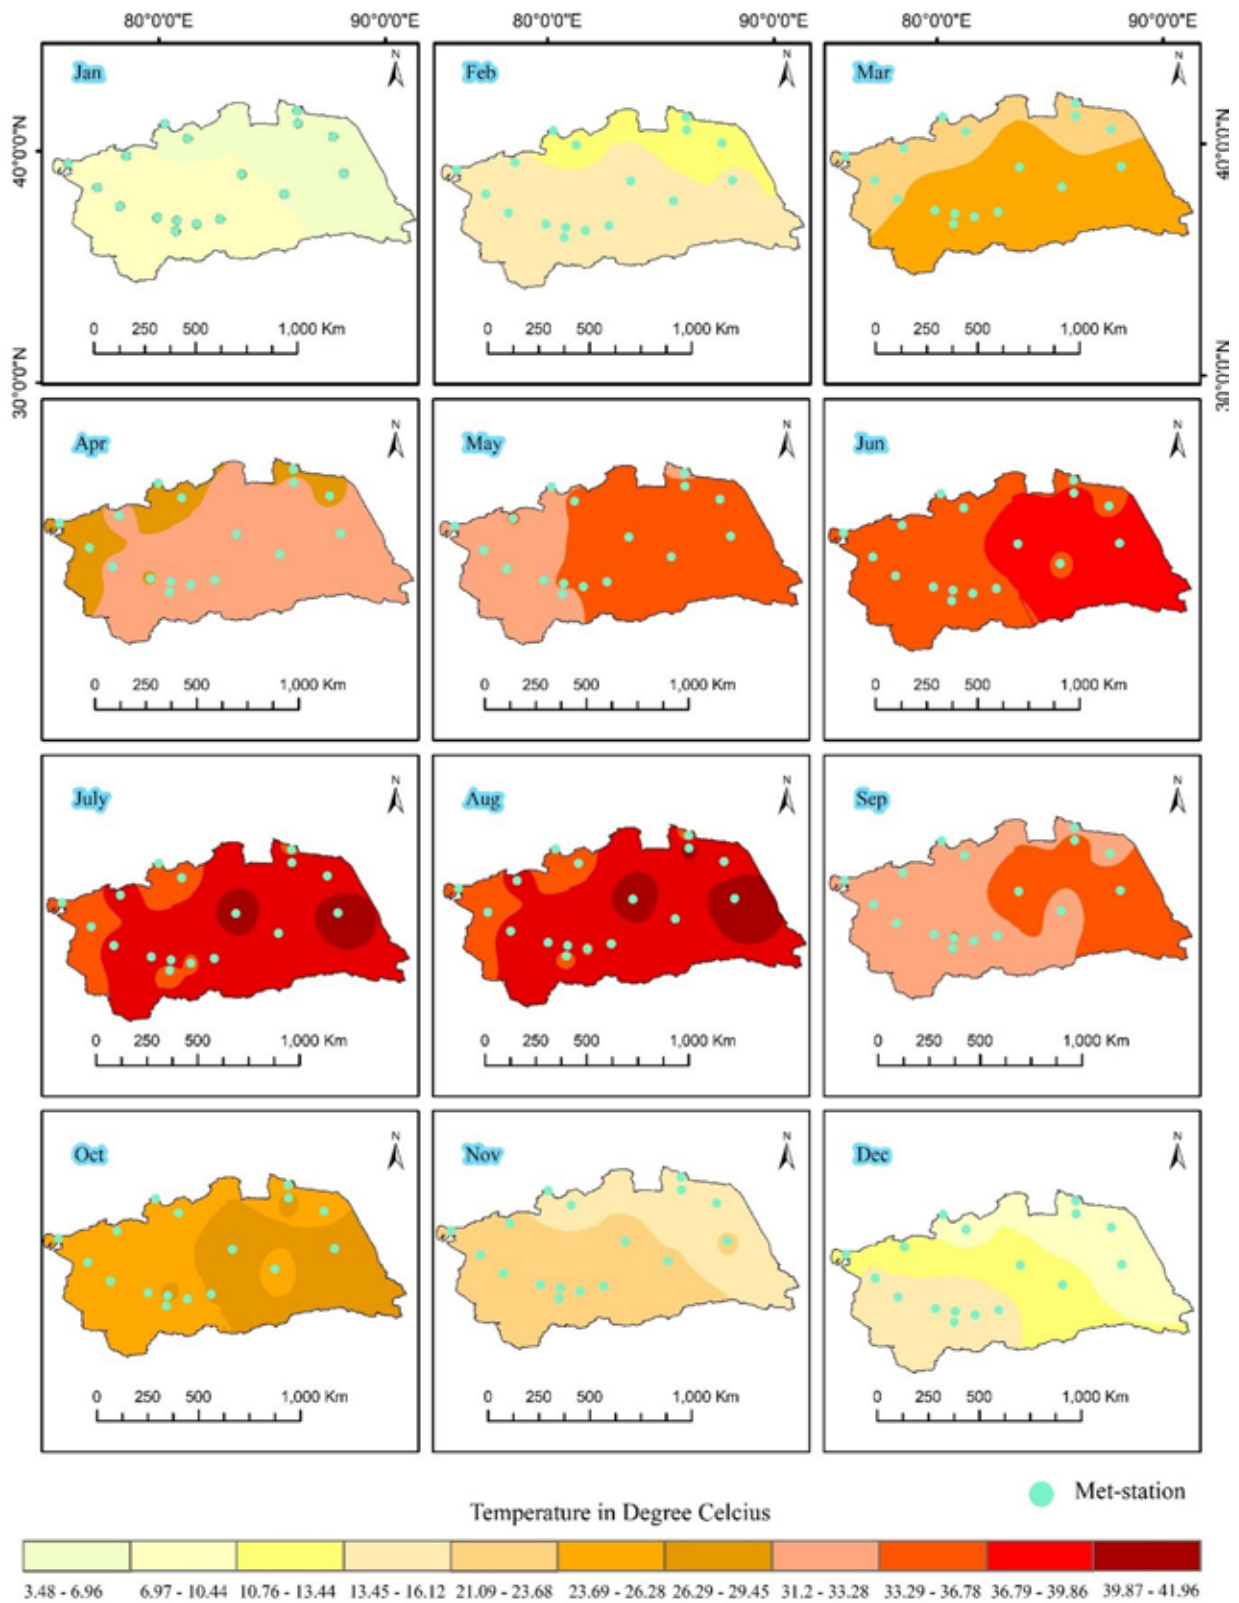 80°0'0"E 90°0'0"E 80°0'0"E 90°0'0"E 80°0'0"E 90°0'0"E
Jan N Feb N Mar N
40°0'0"N 40°0'0"N
0 250 500 1,000 Km 0 250 500 1,000 Km 0 250 500 1,000 Km
30°0'0"N 30°0'0"N
Apr N May N Jun N
0 250 500 1,000 Km 0 250 500 1,000 Km 0 250 500 1,000 Km
July N Aug N Sep N
0 250 500 1,000 Km 0 250 500 1,000 Km 0 250 500 1,000 Km
Oct N Nov N Dec N
0 250 500 1,000 Km 0 250 500 1,000 Km 0 250 500 1,000 Km
Met-station
Temperature in Degree Celcius
3.48 - 6.96 6.97 - 10.44 10.76 - 13.44 13.45 - 16.12 21.09 - 23.68 23.69 - 26.28 26.29 - 29.45 31.2 - 33.28 33.29 - 36.78 36.79 - 39.86 39.87 - 41.96